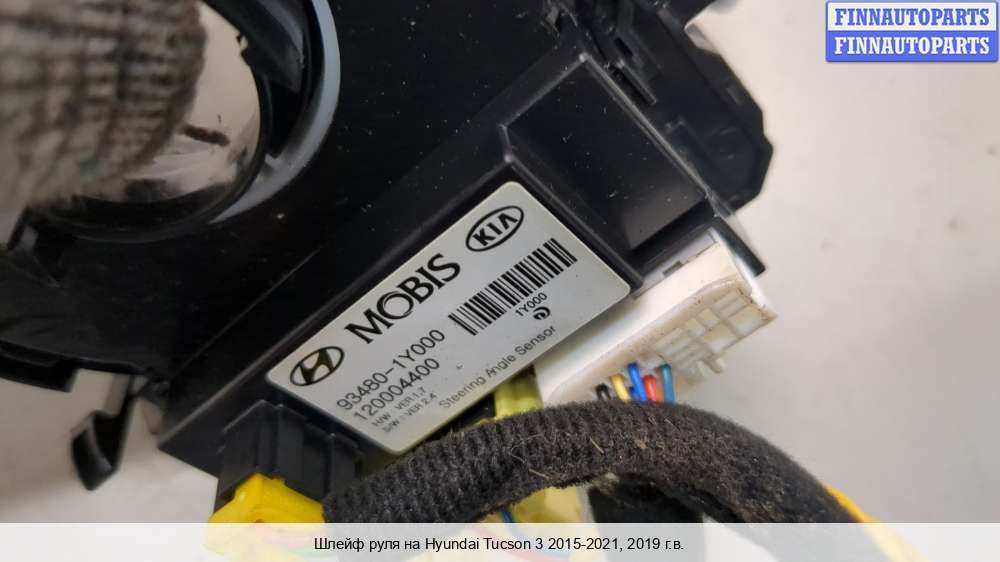 FINNAUTOPARTS
FINNAUTOPARTS
MOBIS
KIA
93480-1Y000
1Y000
120004400
H/W : VER 1.7
S/W : VER 2.4
Steering Angle Sensor
Шлейф руля на Hyundai Tucson 3 2015-2021, 2019 г.в.